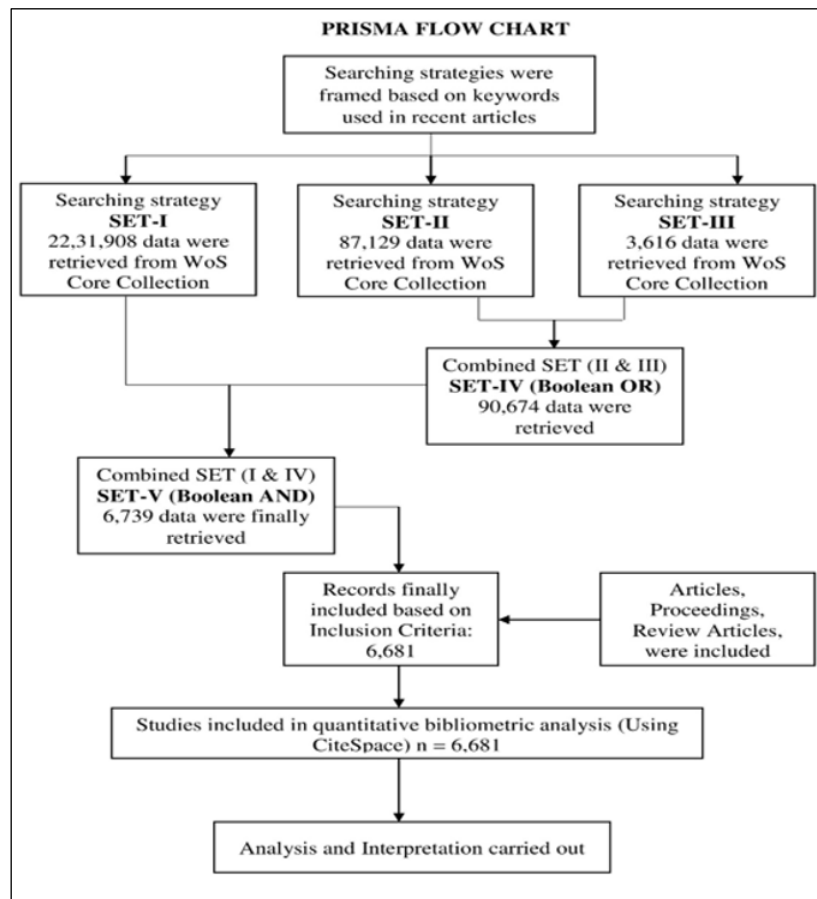 PRISMA FLOW CHART
Searching strategies were
framed based on keywords
used in recent articles
Searching strategy
SET-I
22,31,908 data were
retrieved from WoS
Core Collection
Searching strategy
SET-II
87,129 data were
retrieved from WoS
Core Collection
Searching strategy
SET-III
3,616 data were
retrieved from WoS
Core Collection
Combined SET (II & III)
SET-IV (Boolean OR)
90,674 data were
retrieved
Combined SET (I & IV)
SET-V (Boolean AND)
6,739 data were finally
retrieved
Records finally
included based on
Inclusion Criteria:
6,681
Articles,
Proceedings,
Review Articles,
were included
Studies included in quantitative bibliometric analysis (Using
CiteSpace) n = 6,681
Analysis and Interpretation carried out